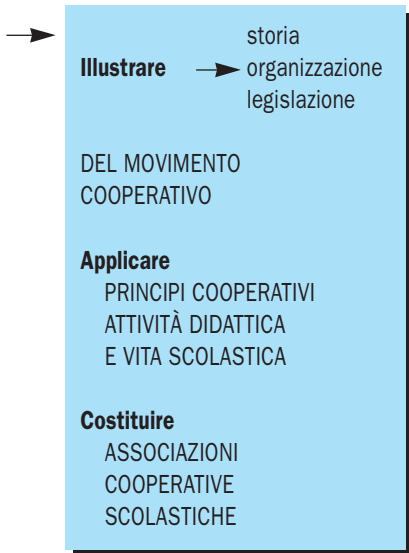 storia
Illustrare organizzazione
legislazione
DEL MOVIMENTO
COOPERATIVO
Applicare
PRINCIPI COOPERATIVI
ATTIVITÀ DIDATTICA
E VITA SCOLASTICA
Costituire
ASSOCIAZIONI
COOPERATIVE
SCOLASTICHE